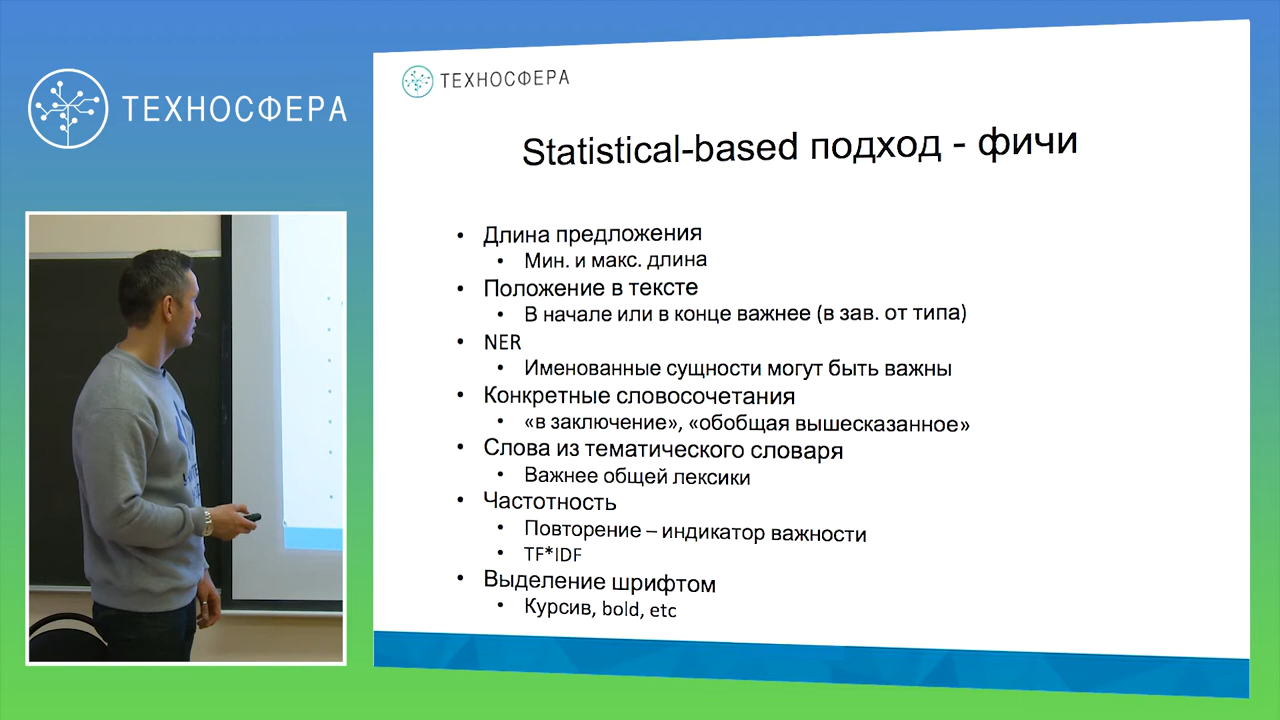 ТЕХНОСФЕРА
ТЕХНОСФЕРА
Statistical-based подход - фичи
• Длина предложения
• Мин. и макс. длина
• Положение в тексте
• В начале или в конце важнее (в зав. от типа)
• NER
• Именованные сущности могут быть важны
• Конкретные словосочетания
• «в заключение», «обобщая вышесказанное»
• Слова из тематического словаря
• Важнее общей лексики
• Частотность
• Повторение – индикатор важности
• TF*IDF
• Выделение шрифтом
• Курсив, bold, etc